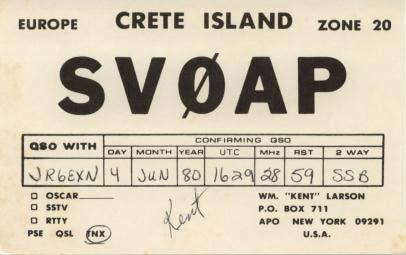 EUROPE CRETE ISLAND ZONE 20
SVØAP
QSO WITH CONFIRMING QSO
DAY MONTH YEAR UTC MHz RST 2 WAY
JR6EXN 4 JUN 80 1629 28 59 SSB
□ OSCAR____ WM. "KENT" LARSON
□ SSTV Kent P.O. BOX 711
□ RTTY APO NEW YORK 09291
PSE QSL TNX U.S.A.